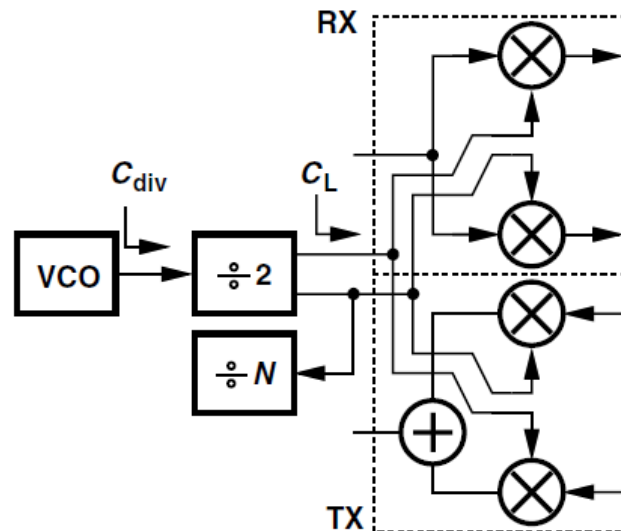 RX
C_div
C_L
VCO
÷ 2
÷ N
TX